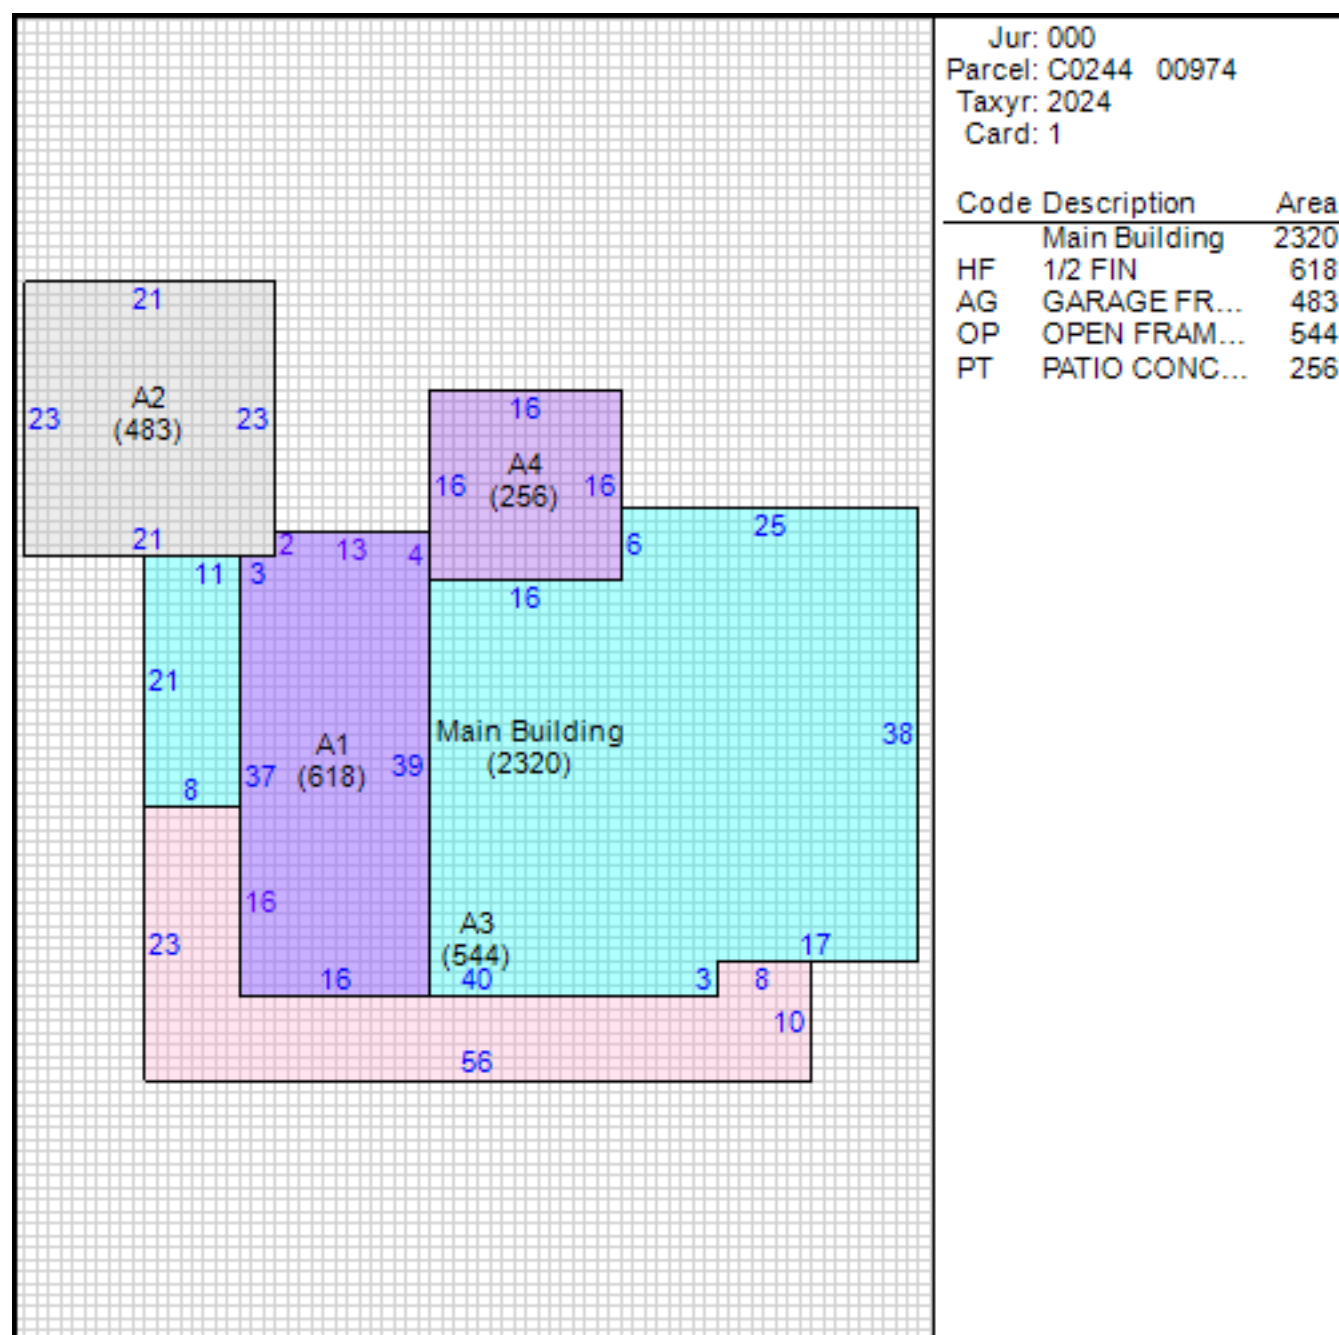 Jur: 000
Parcel: C0244 00974
Taxyr: 2024
Card: 1
Code Description Area
Main Building 2320
HF 1/2 FIN 618
AG GARAGE FR... 483
OP OPEN FRAM... 544
PT PATIO CONC... 256
21
A2
23 (483) 23
21
16
A4
16 (256) 16
16
25
6
2 13 4
11 3
21
8
A1
37 (618) 39
16
16
Main Building
(2320)
38
A3
(544)
40
3 8
17
10
23
56